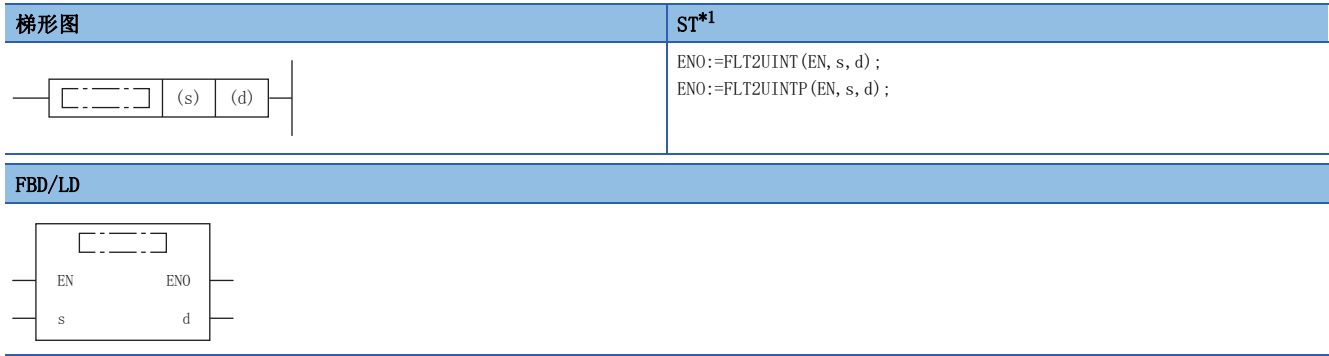 梯形图
ST*1
(s) (d)
ENO:=FLT2UINT(EN,s,d);
ENO:=FLT2UINTP(EN,s,d);
FBD/LD
EN ENO
s d